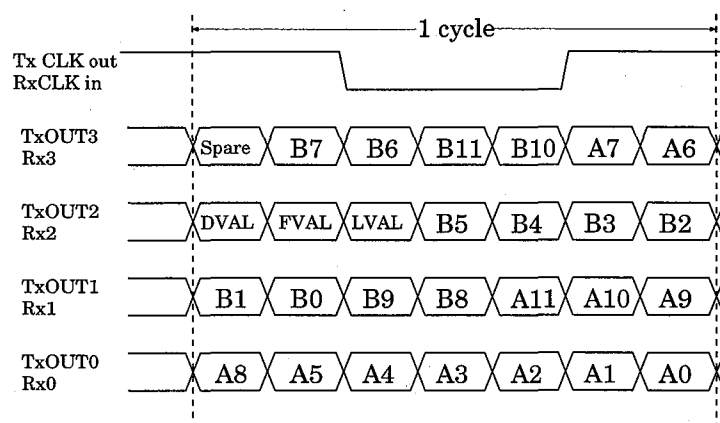 1 cycle
Tx CLK out
RxCLK in
TxOUT3
Rx3
Spare B7 B6 B11 B10 A7 A6
TxOUT2
Rx2
DVAL FVAL LVAL B5 B4 B3 B2
TxOUT1
Rx1
B1 B0 B9 B8 A11 A10 A9
TxOUT0
Rx0
A8 A5 A4 A3 A2 A1 A0